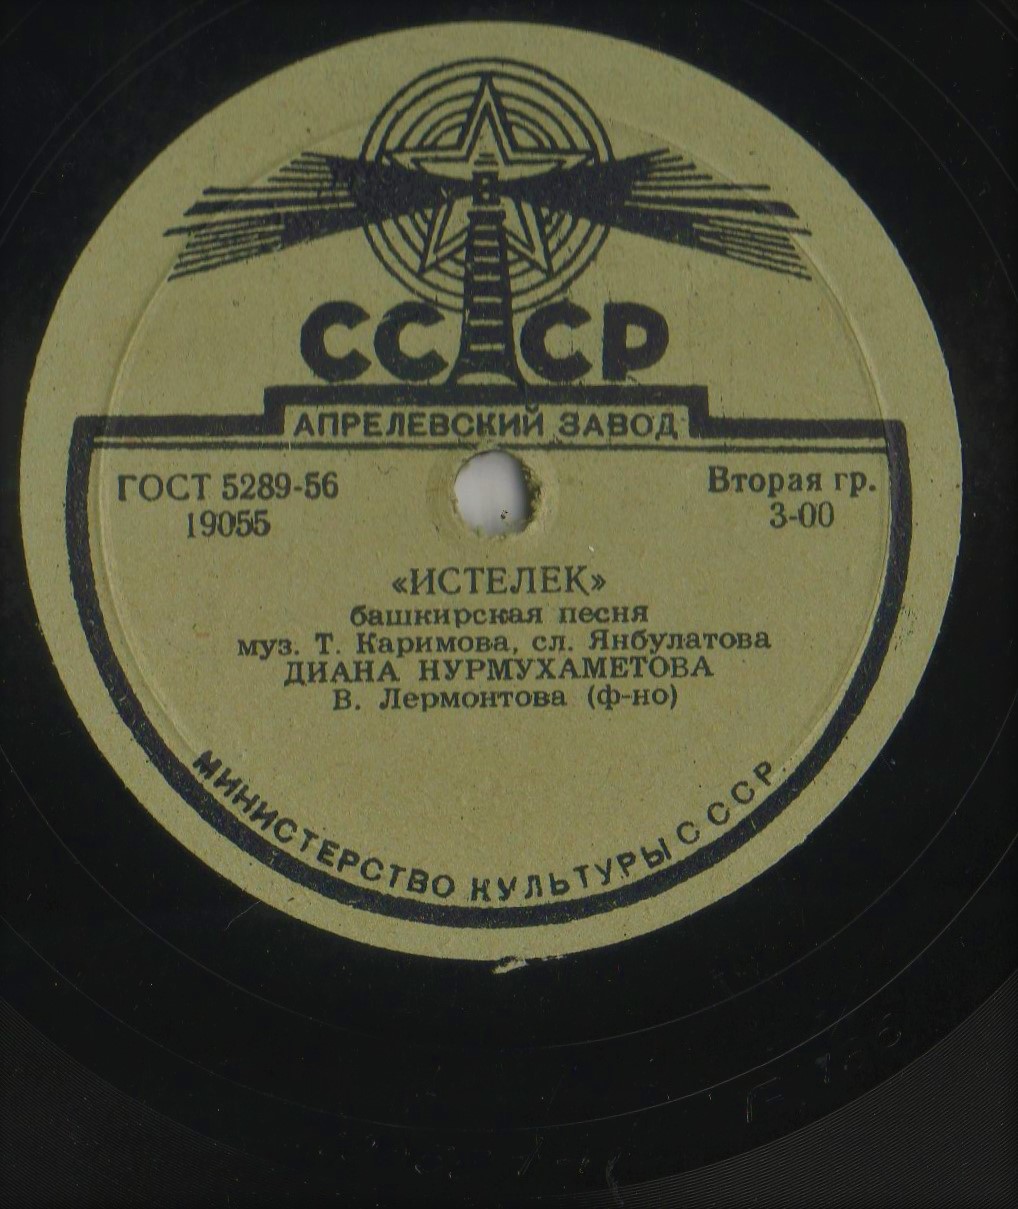 СССР
АПРЕЛЕВСКИЙ ЗАВОД
ГОСТ 5289-56
19055
Вторая гр.
3-00
«ИСТЕЛЕК»
башкирская песня
муз. Т. Каримова, сл. Янбулатова
ДИАНА НУРМУХАМЕТОВА
В. Лермонтова (ф-но)
МИНИСТЕРСТВО КУЛЬТУРЫ СССР